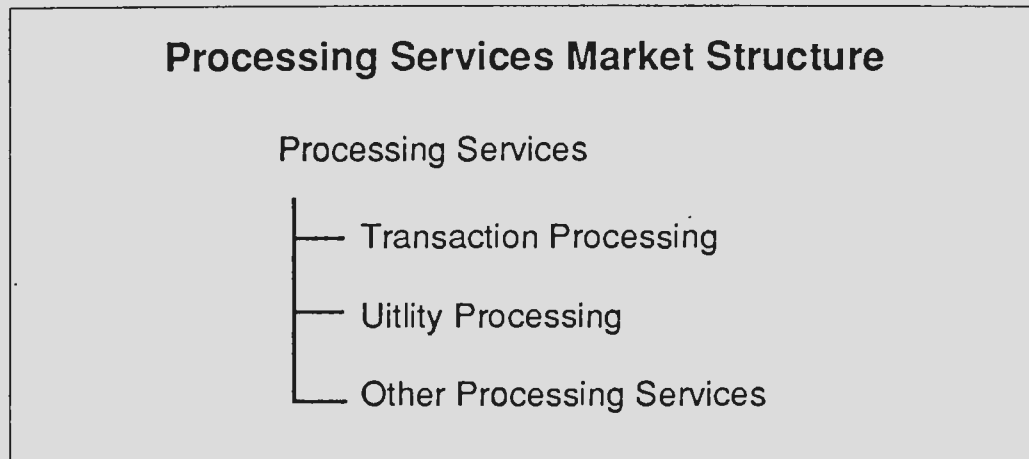 Processing Services Market Structure
Processing Services
Transaction Processing
Uitlity Processing
Other Processing Services